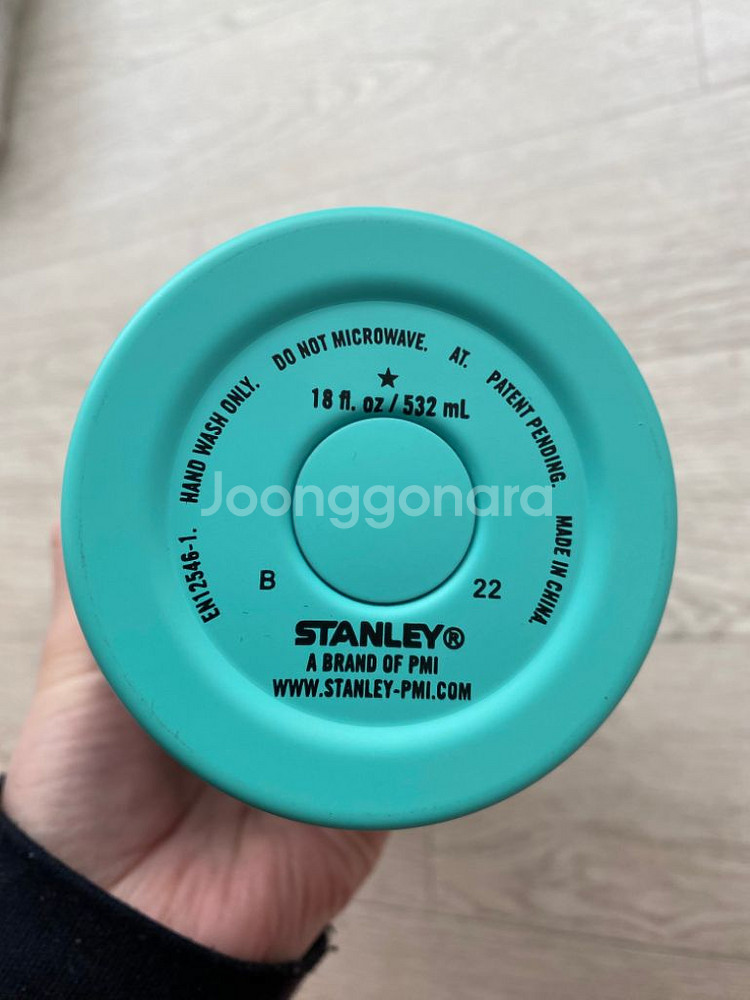 EN12546-1. HAND WASH ONLY. DO NOT MICROWAVE. AT. PATENT PENDING. MADE IN CHINA.
★
18 fl. oz / 532 mL
Joonggonara
B 22
STANLEY®
A BRAND OF PMI
WWW.STANLEY-PMI.COM